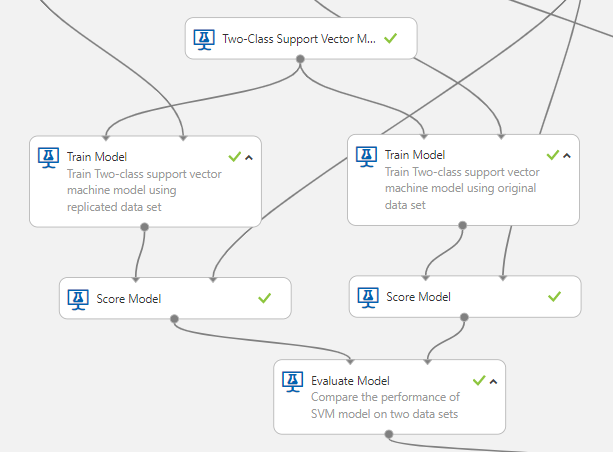 Two-Class Support Vector M...
Train Model
Train Two-class support vector
machine model using
replicated data set
Train Model
Train Two-class support vector
machine model using original
data set
Score Model
Score Model
Evaluate Model
Compare the performance of
SVM model on two data sets